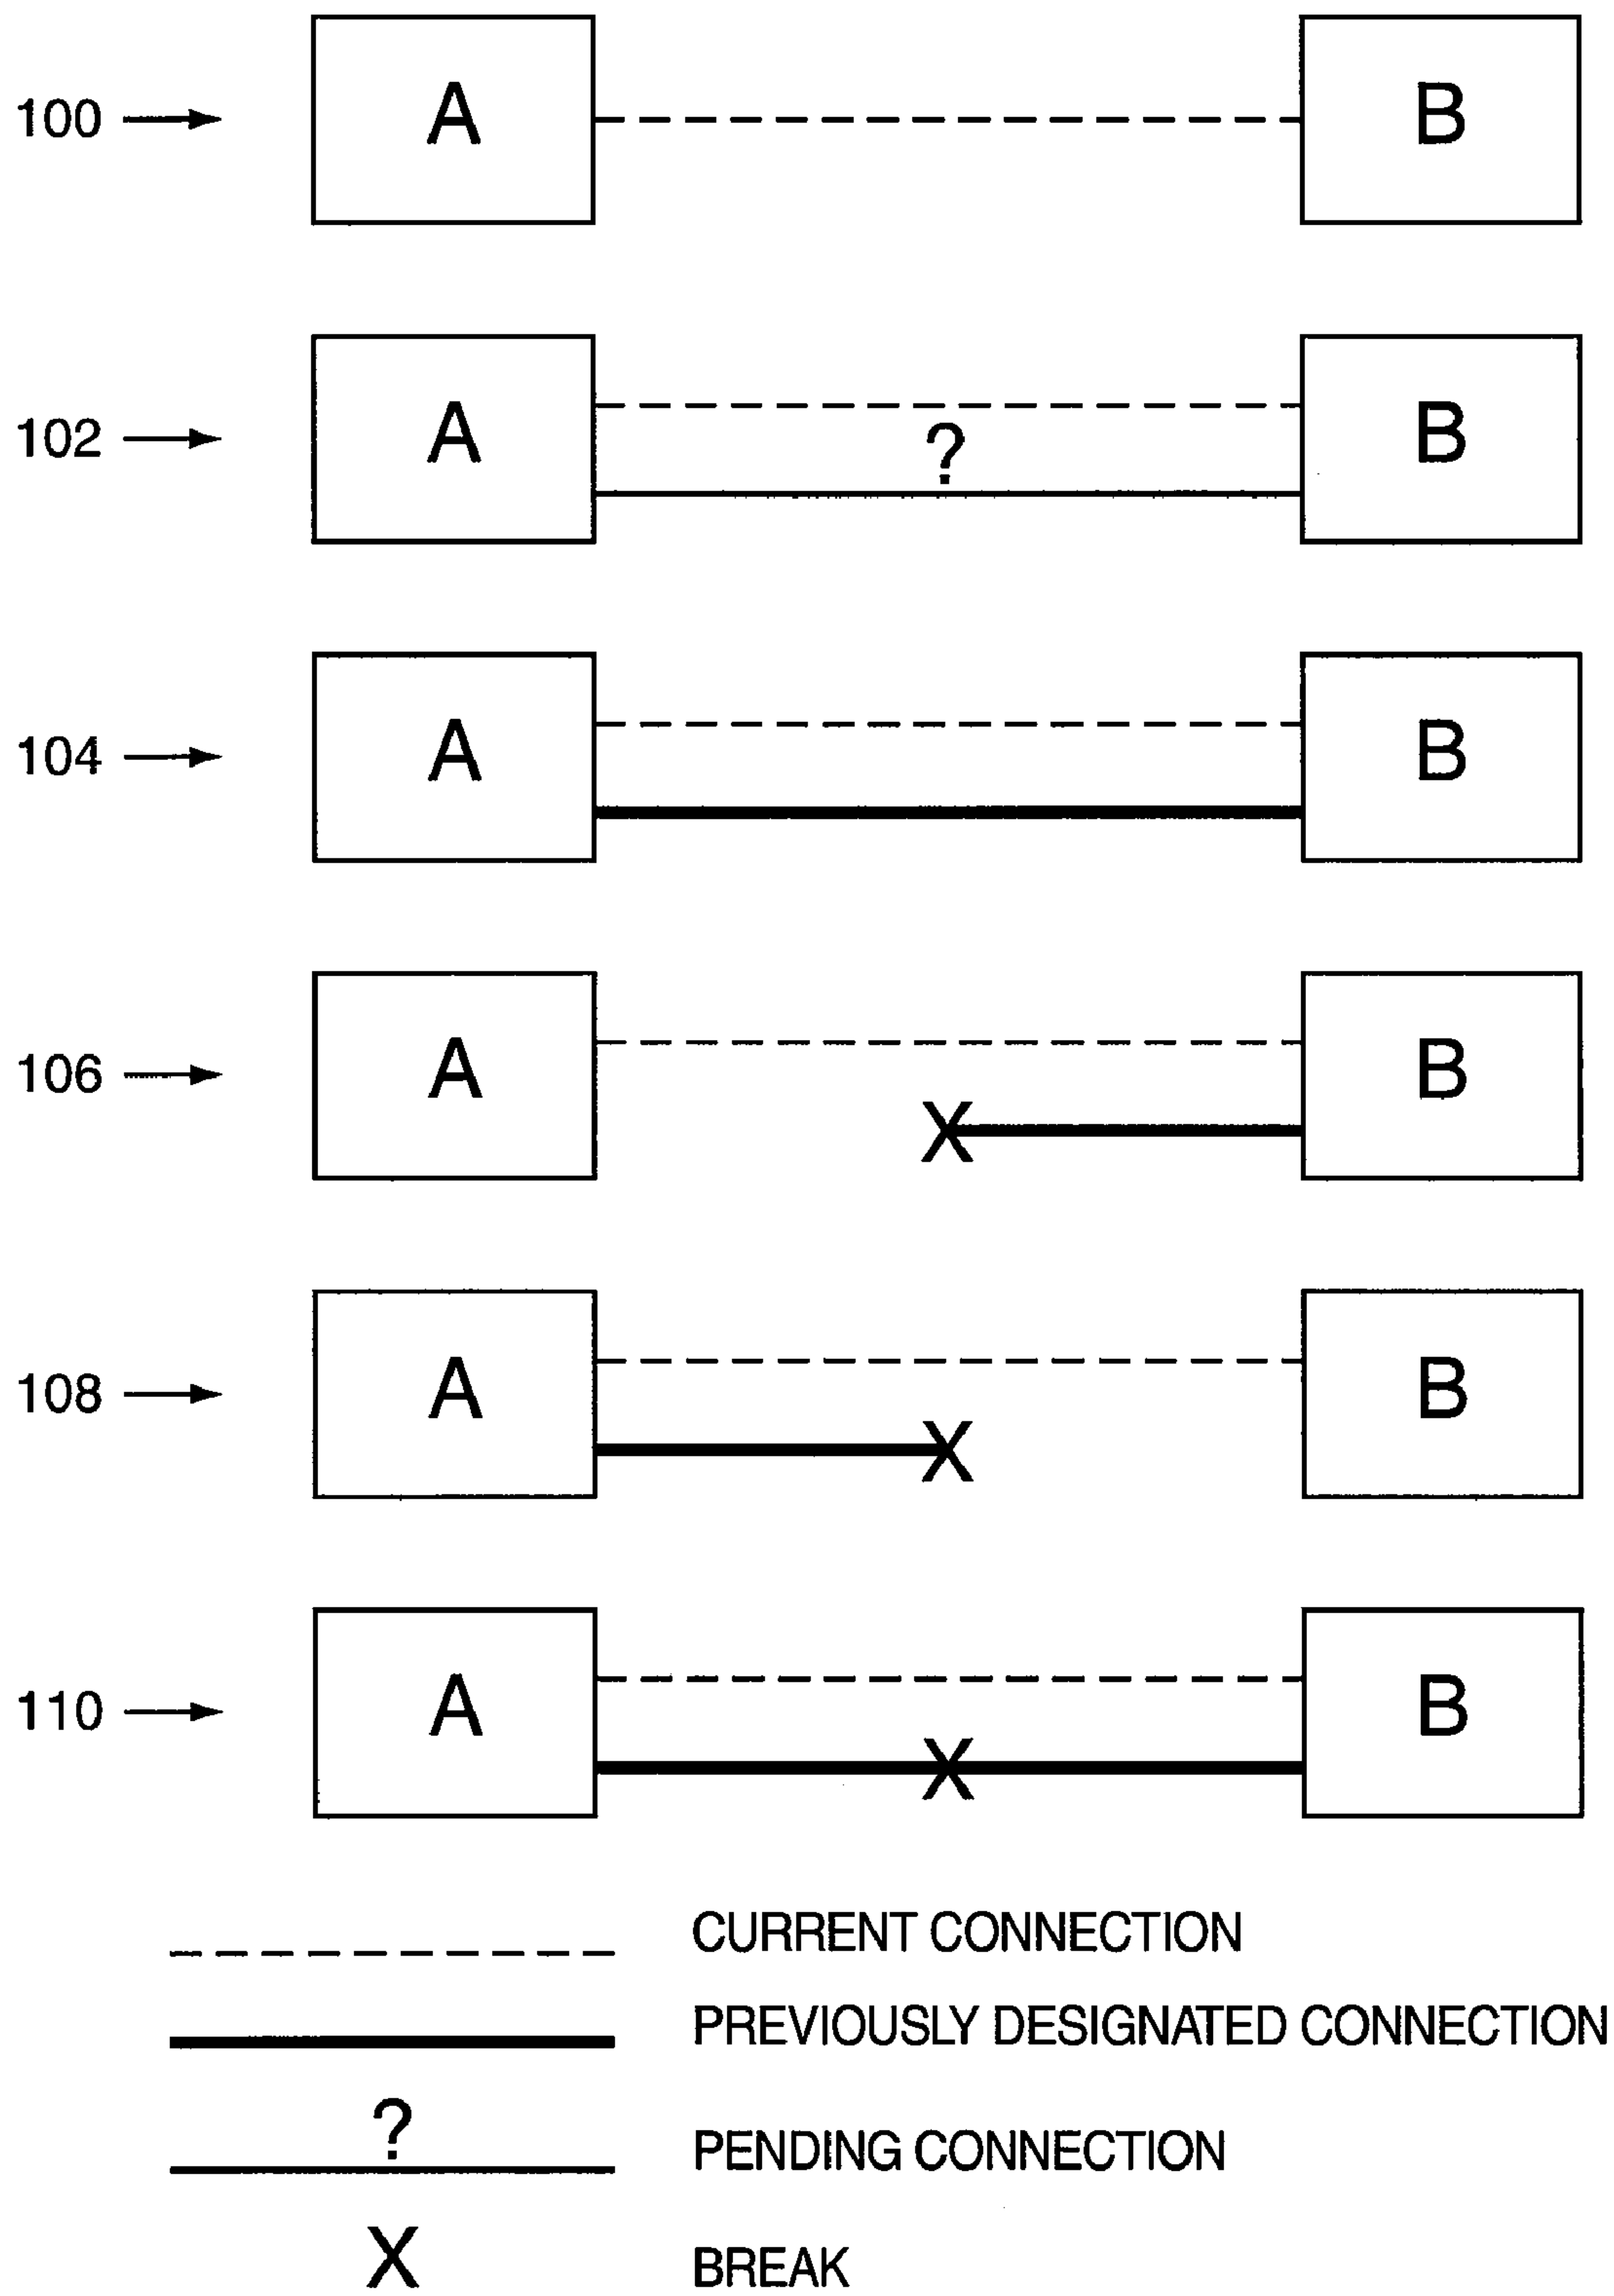 100 A B
102 A ? B
104 A B
106 A X B
108 A X B
110 A X B
CURRENT CONNECTION
PREVIOUSLY DESIGNATED CONNECTION
? PENDING CONNECTION
X BREAK